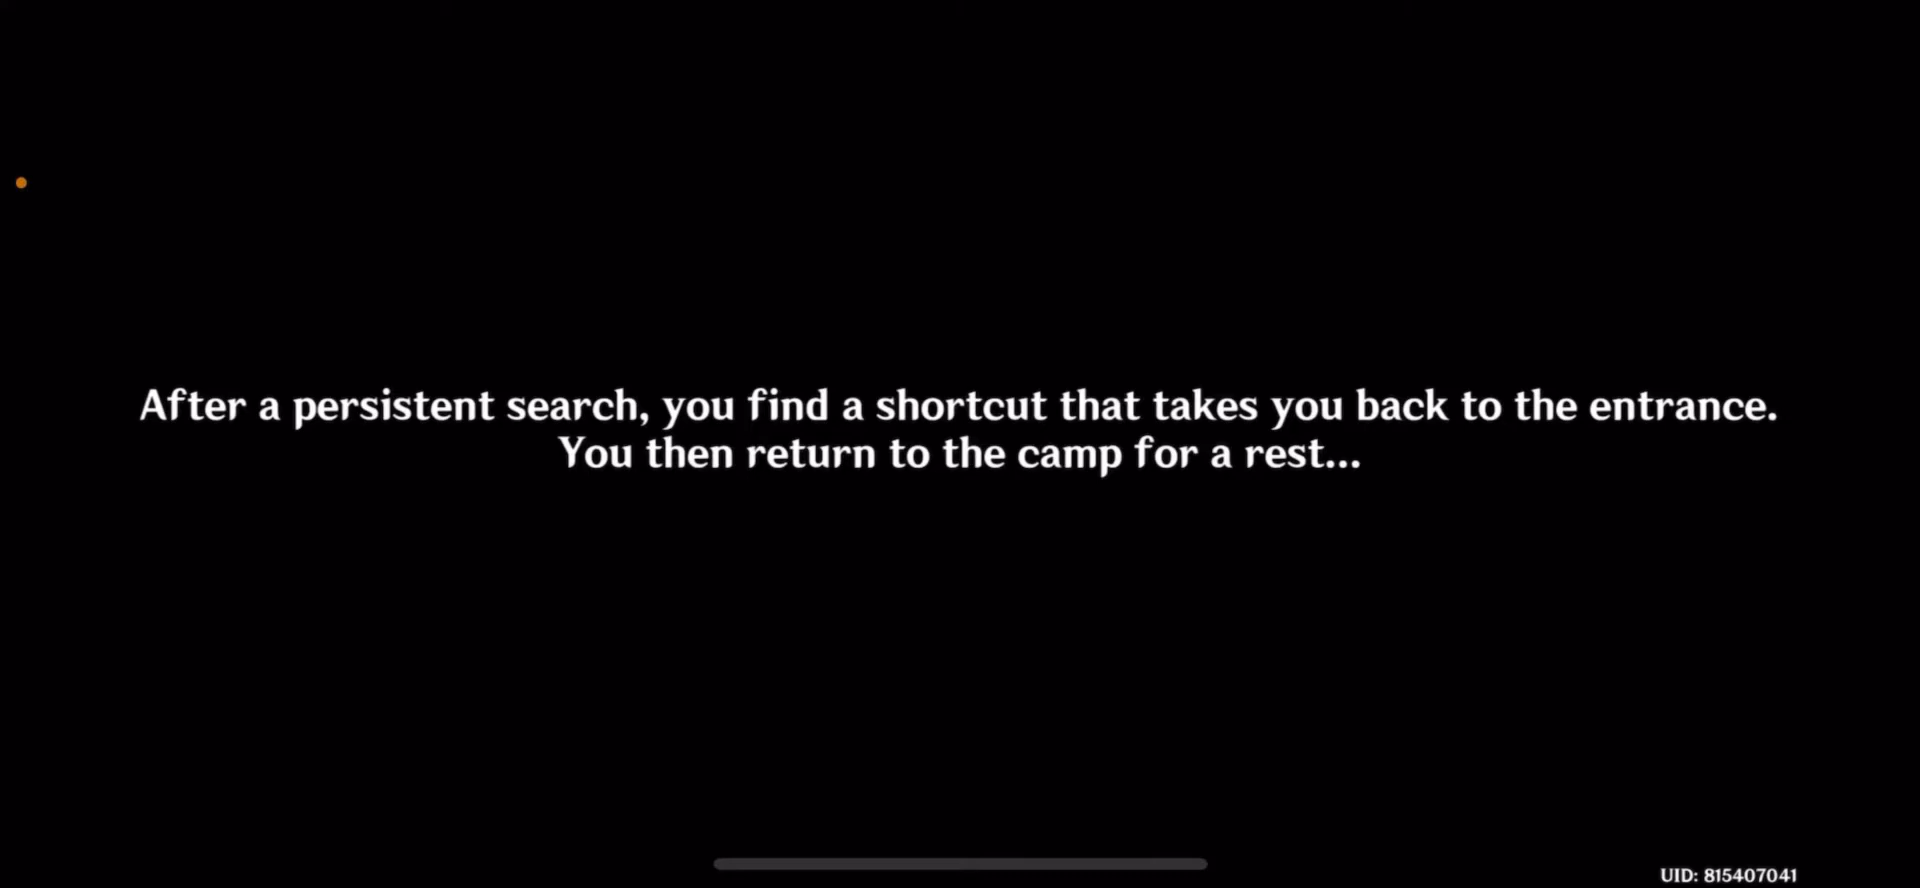 After a persistent search, you find a shortcut that takes you back to the entrance.
You then return to the camp for a rest...
UID: 815407041